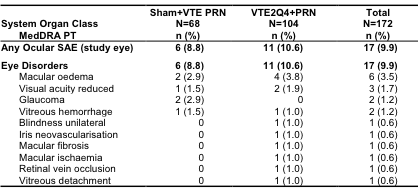 Sham+VTE PRN VTE2Q4+PRN Total
System Organ Class N=68 N=104 N=172
MedDRA PT n (%) n (%) n (%)
Any Ocular SAE (study eye) 6 (8.8) 11 (10.6) 17 (9.9)
Eye Disorders 6 (8.8) 11 (10.6) 17 (9.9)
Macular oedema 2 (2.9) 4 (3.8) 6 (3.5)
Visual acuity reduced 1 (1.5) 2 (1.9) 3 (1.7)
Glaucoma 2 (2.9) 0 2 (1.2)
Vitreous hemorrhage 1 (1.5) 1 (1.0) 2 (1.2)
Blindness unilateral 0 1 (1.0) 1 (0.6)
Iris neovascularisation 0 1 (1.0) 1 (0.6)
Macular fibrosis 0 1 (1.0) 1 (0.6)
Macular ischaemia 0 1 (1.0) 1 (0.6)
Retinal vein occlusion 0 1 (1.0) 1 (0.6)
Vitreous detachment 0 1 (1.0) 1 (0.6)